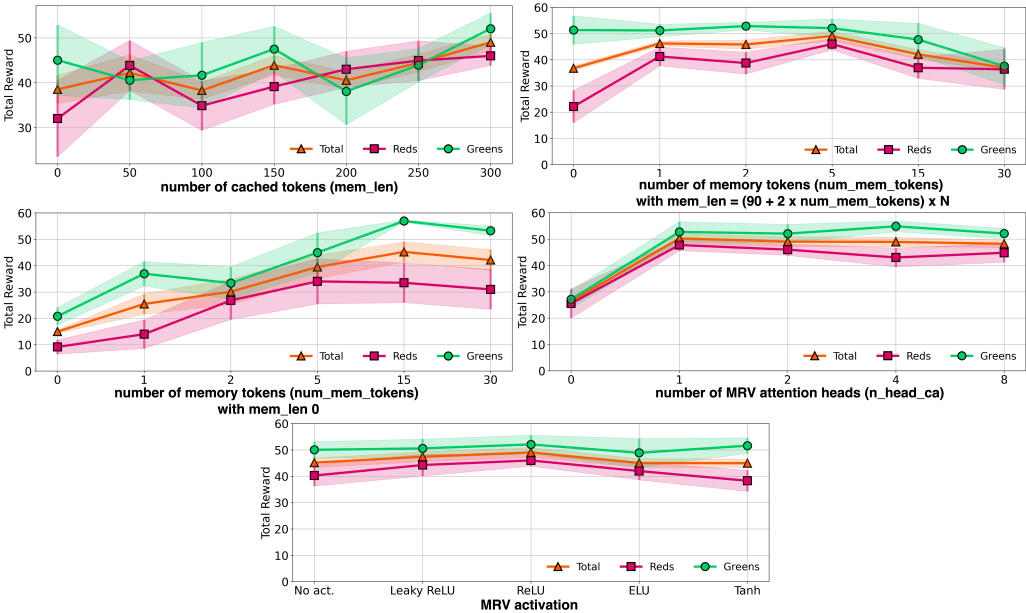 50
40
30
Total Reward
0 50 100 150 200 250 300
Total Reds Greens
number of cached tokens (mem_len)
60
50
40
30
20
10
0
Total Reward
0 1 2 5 15 30
Total Reds Greens
number of memory tokens (num_mem_tokens)
with mem_len = (90 + 2 x num_mem_tokens) x N
60
50
40
30
20
10
0
Total Reward
0 1 2 5 15 30
Total Reds Greens
number of memory tokens (num_mem_tokens)
with mem_len 0
60
50
40
30
20
10
0
Total Reward
0 1 2 4 8
Total Reds Greens
number of MRV attention heads (n_head_ca)
60
50
40
30
20
10
0
Total Reward
No act. Leaky ReLU ReLU ELU Tanh
Total Reds Greens
MRV activation